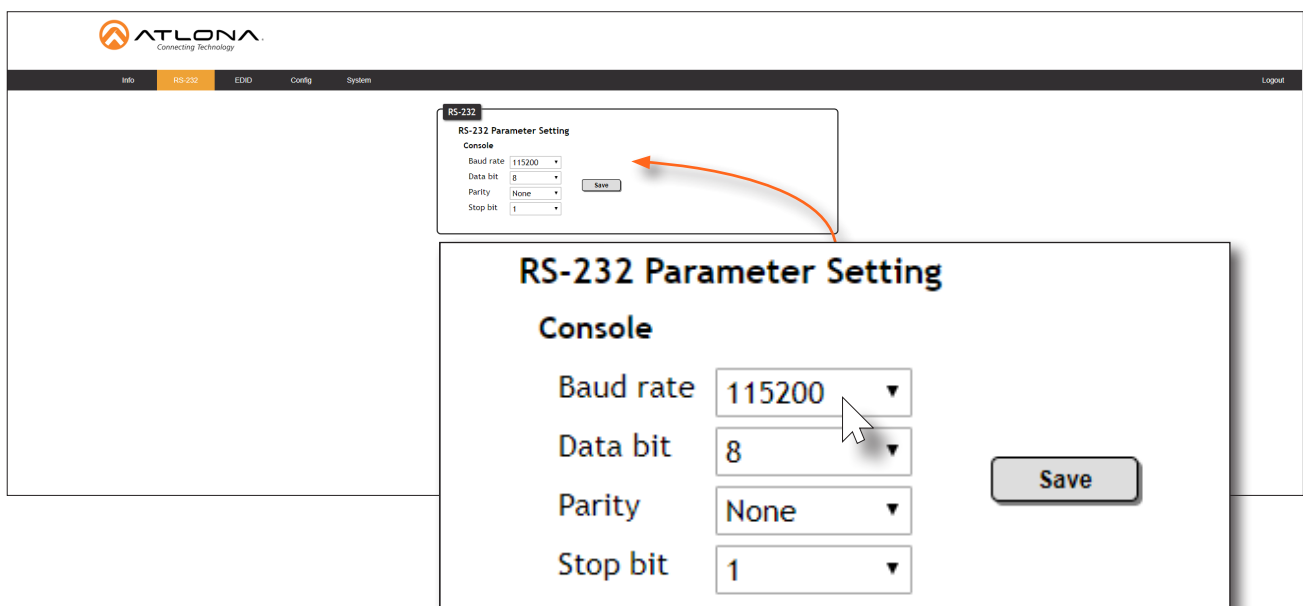 ATLONA.
Connecting Technology
Info RS-232 EDID Config System Logout
RS-232
RS-232 Parameter Setting
Console
Baud rate 115200
Data bit 8
Parity None
Stop bit 1
Save
RS-232 Parameter Setting
Console
Baud rate 115200
Data bit 8
Parity None
Stop bit 1
Save